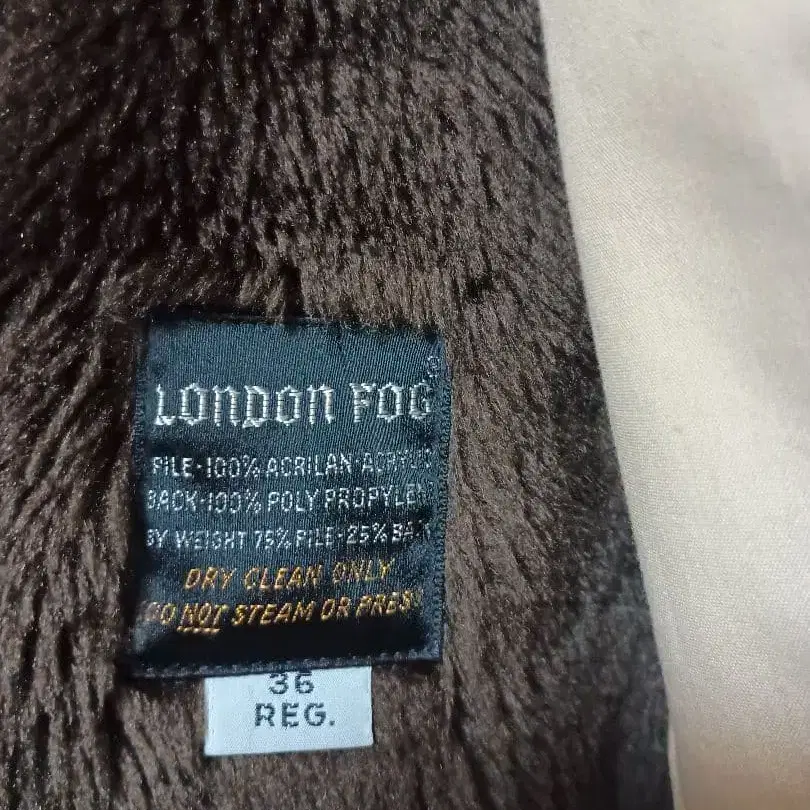 LONDON FOG®
PILE-100% ACRILAN ACRYLIC
BACK-100% POLY PROPYLENE
BY WEIGHT 75% PILE-25% BACK
DRY CLEAN ONLY
DO NOT STEAM OR PRESS
36
REG.